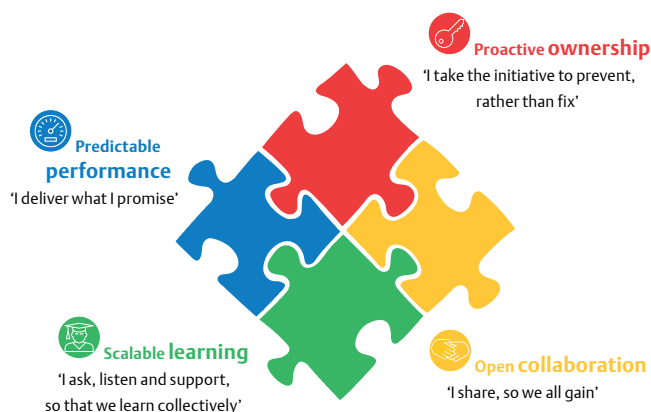 Proactive ownership
‘I take the initiative to prevent,
rather than fix’
Predictable
performance
‘I deliver what I promise’
Scalable learning
‘I ask, listen and support,
so that we learn collectively’
Open collaboration
‘I share, so we all gain’